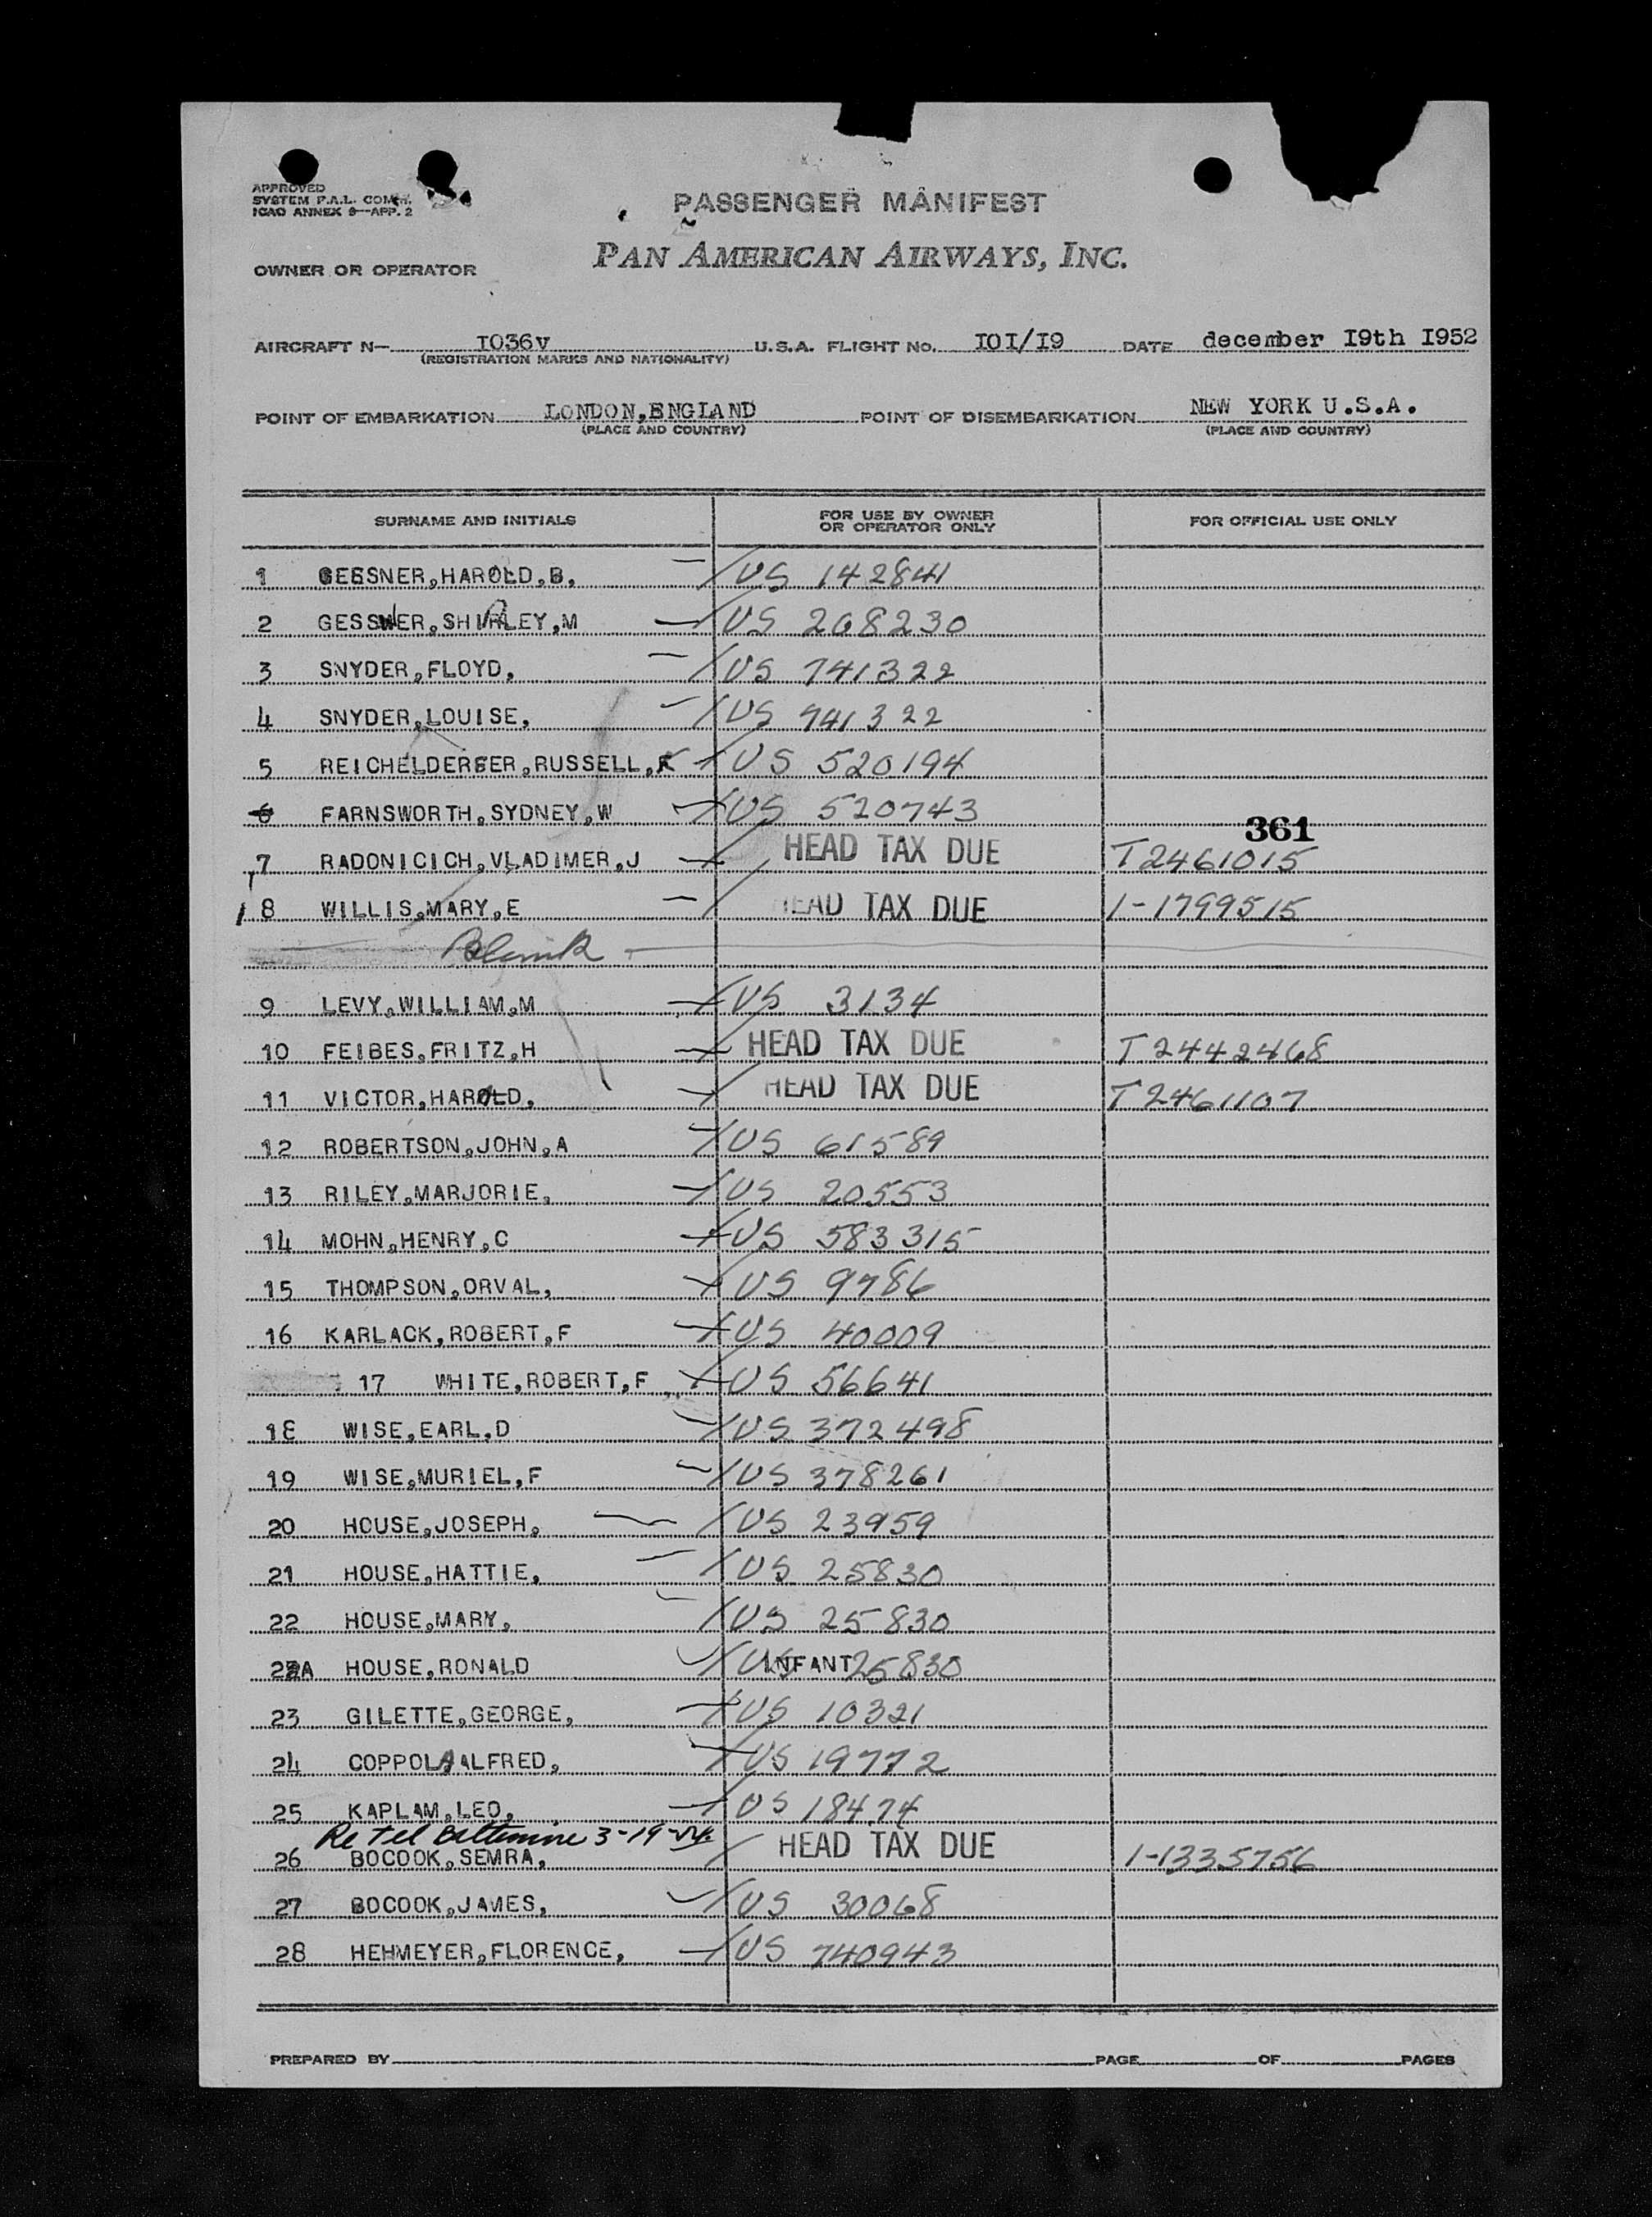 APPROVED
SYSTEM F.A.L. COM'N.
ICAO ANNEX 9—APP. 2
PASSENGER MANIFEST
PAN AMERICAN AIRWAYS, INC.
OWNER OR OPERATOR
AIRCRAFT N— I036V U.S.A. FLIGHT NO. IOI/I9 DATE december I9th I952
(REGISTRATION MARKS AND NATIONALITY)
POINT OF EMBARKATION LONDON,ENGLAND POINT OF DISEMBARKATION NEW YORK U.S.A.
(PLACE AND COUNTRY) (PLACE AND COUNTRY)
SURNAME AND INITIALS FOR USE BY OWNER OR OPERATOR ONLY FOR OFFICIAL USE ONLY
1 GESSNER,HAROLD,B, US 142841
2 GESSNER,SHIRLEY,M US 268230
3 SNYDER,FLOYD, US 741322
4 SNYDER,LOUISE, US 741322
5 REICHELDERFER,RUSSELL,F US 520194
6 FARNSWORTH,SYDNEY,W US 520743
361
7 RADONICICH,VLADIMER,J HEAD TAX DUE T2461015
8 WILLIS,MARY,E HEAD TAX DUE 1-1799515
Blank
9 LEVY,WILLIAM,M US 3134
10 FEIBES,FRITZ,H HEAD TAX DUE T2442468
11 VICTOR,HAROLD, HEAD TAX DUE T2461107
12 ROBERTSON,JOHN,A US 61589
13 RILEY,MARJORIE, US 20553
14 MOHN,HENRY,C US 583315
15 THOMPSON,ORVAL, US 9786
16 KARLACK,ROBERT,F US 40009
17 WHITE,ROBERT,F US 56641
18 WISE,EARL,D US 372498
19 WISE,MURIEL,F US 378261
20 HOUSE,JOSEPH, US 23959
21 HOUSE,HATTIE, US 25830
22 HOUSE,MARY, US 25830
22A HOUSE,RONALD US INFANT 25830
23 GILETTE,GEORGE, US 10321
24 COPPOLA ALFRED, US 19772
25 KAPLAM,LEO, US 18474
Re tel Baltimore 3-19-54
26 BOCOOK,SEMRA, HEAD TAX DUE 1-1335756
27 BOCOOK,JAMES, US 30068
28 HEHMEYER,FLORENCE, US 740943
PREPARED BY PAGE OF PAGES